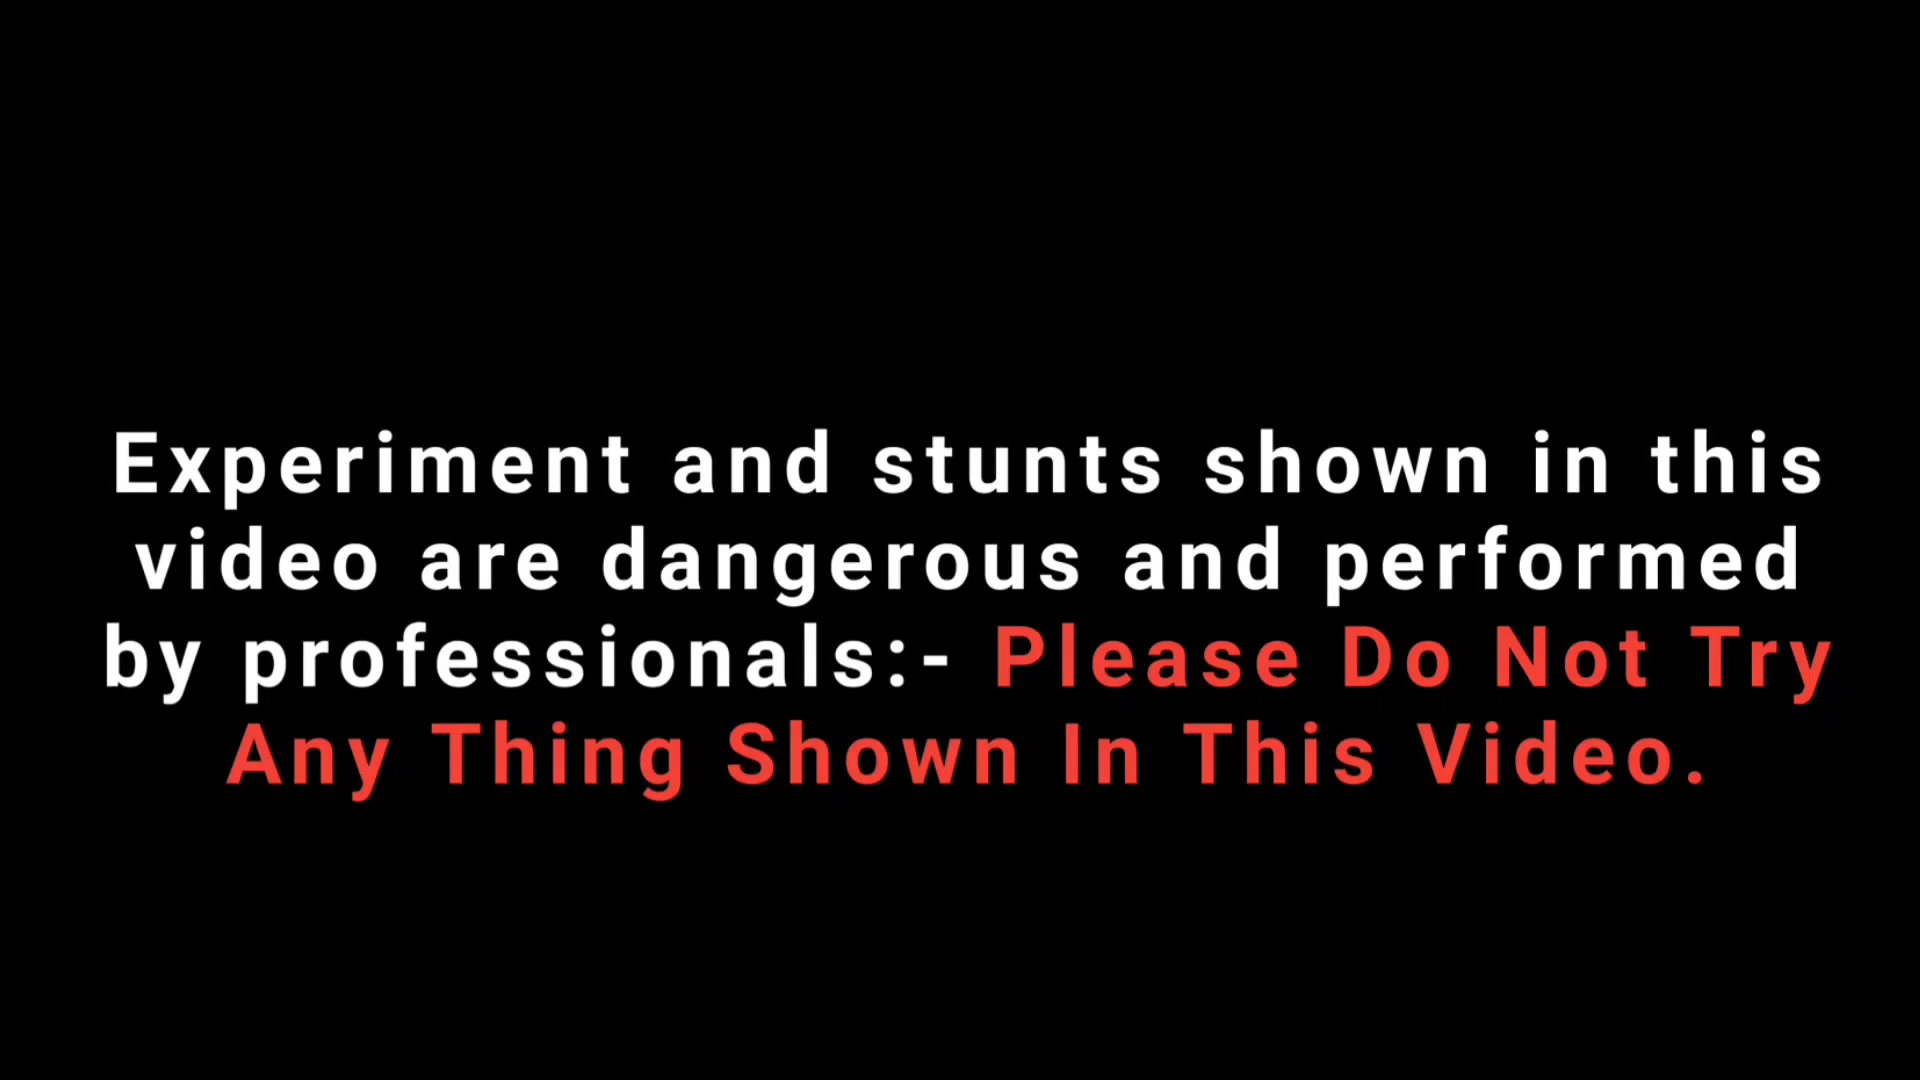 Experiment and stunts shown in this
video are dangerous and performed
by professionals:- Please Do Not Try
Any Thing Shown In This Video.